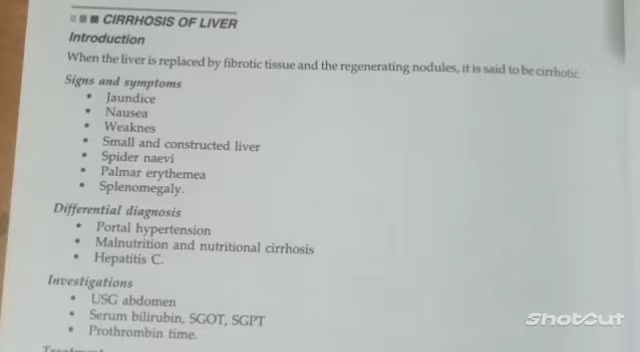 CIRRHOSIS OF LIVER
Introduction
When the liver is replaced by fibrotic tissue and the regenerating nodules, it is said to be cirrhotic.
Signs and symptoms
• Jaundice
• Nausea
• Weaknes
• Small and constructed liver
• Spider naevi
• Palmar erythemea
• Splenomegaly.
Differential diagnosis
• Portal hypertension
• Malnutrition and nutritional cirrhosis
• Hepatitis C.
Investigations
• USG abdomen
• Serum bilirubin, SGOT, SGPT
• Prothrombin time.
ShotCut